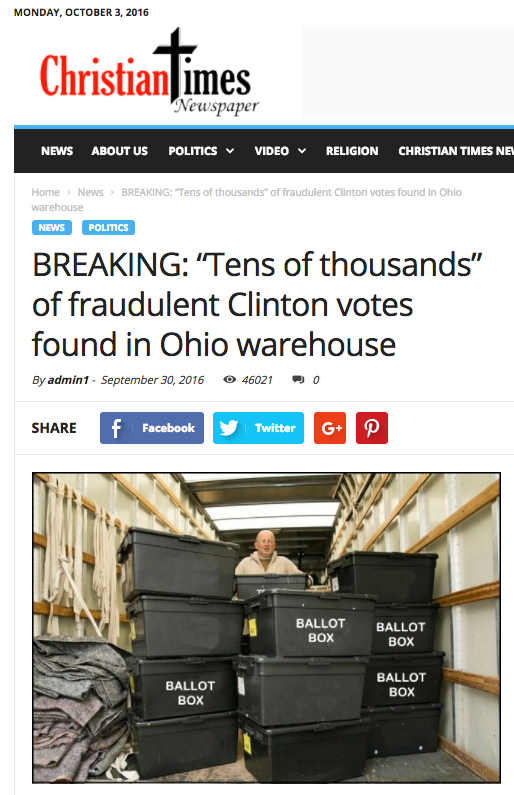 MONDAY, OCTOBER 3, 2016
ChristianTimes
Newspaper
NEWS ABOUT US POLITICS VIDEO RELIGION CHRISTIAN TIMES
Home › News › BREAKING: “Tens of thousands” of fraudulent Clinton votes found in Ohio
warehouse
NEWS POLITICS
BREAKING: “Tens of thousands”
of fraudulent Clinton votes
found in Ohio warehouse
By admin1 - September 30, 2016 46021 0
SHARE f Facebook Twitter G+
BALLOT
BOX
BALLOT
BOX
BALLOT
BOX
BALLOT
BOX